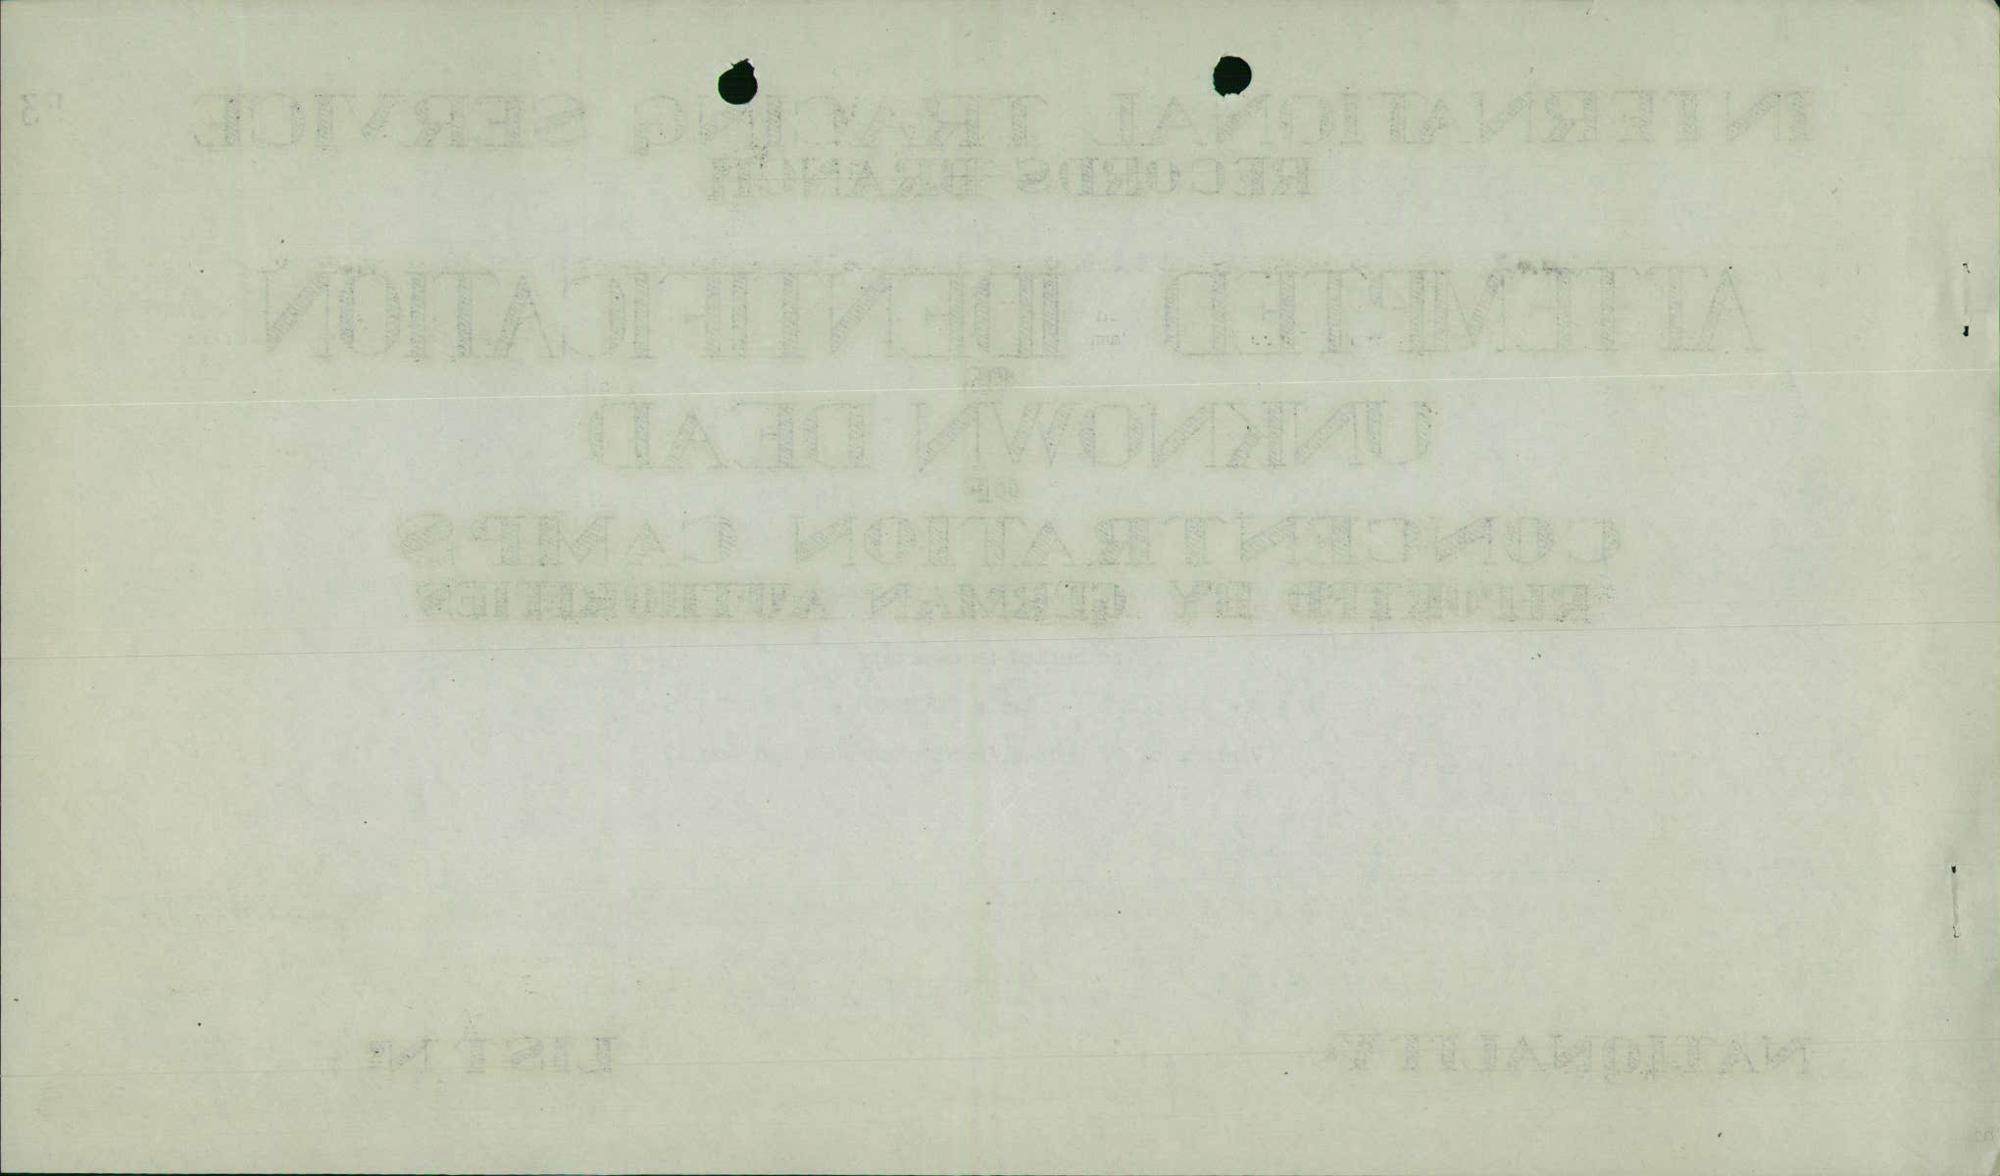 INTERNATIONAL TRACING SERVICE
RECORDS BRANCH
ATTEMPTED IDENTIFICATION
OF
UNKNOWN DEAD
OF
CONCENTRATION CAMPS
REPORTED BY GERMAN AUTHORITIES
NATIONALITY: LIST Nº: